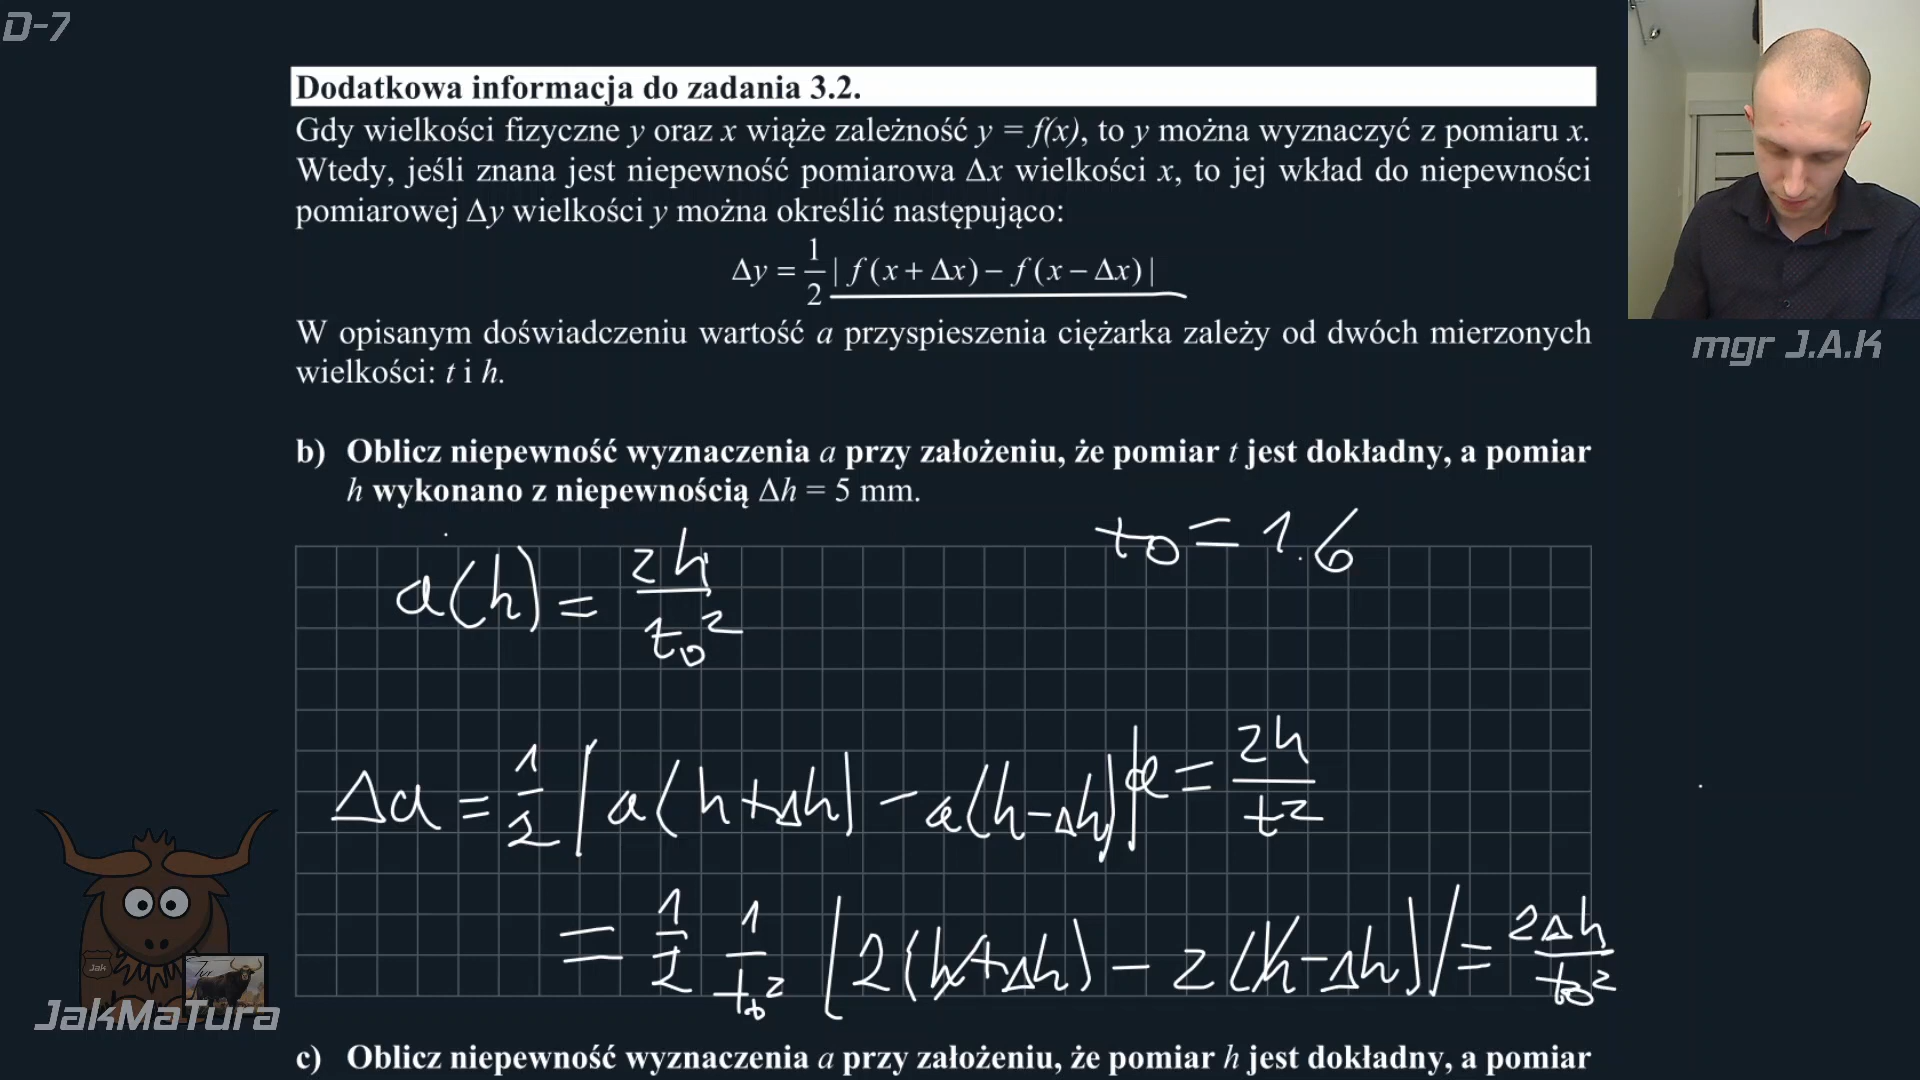 D-7
Dodatkowa informacja do zadania 3.2.
Gdy wielkości fizyczne y oraz x wiąże zależność y = f(x), to y można wyznaczyć z pomiaru x.
Wtedy, jeśli znana jest niepewność pomiarowa Δx wielkości x, to jej wkład do niepewności
pomiarowej Δy wielkości y można określić następująco:
Δy = 1/2 | f(x + Δx) − f(x − Δx) |
mgr J.A.K
W opisanym doświadczeniu wartość a przyspieszenia ciężarka zależy od dwóch mierzonych
wielkości: t i h.
b) Oblicz niepewność wyznaczenia a przy założeniu, że pomiar t jest dokładny, a pomiar
h wykonano z niepewnością Δh = 5 mm.
t₀ = 1.6
a(h) = 2h/t₀²
Δa = 1/2 | a(h+Δh) − a(h−Δh) |
a = 2h/t²
= 1/2 1/t₀² | 2(h+Δh) − 2(h−Δh) | = 2Δh/t₀²
Jak
Tur
JakMaTura
c) Oblicz niepewność wyznaczenia a przy założeniu, że pomiar h jest dokładny, a pomiar